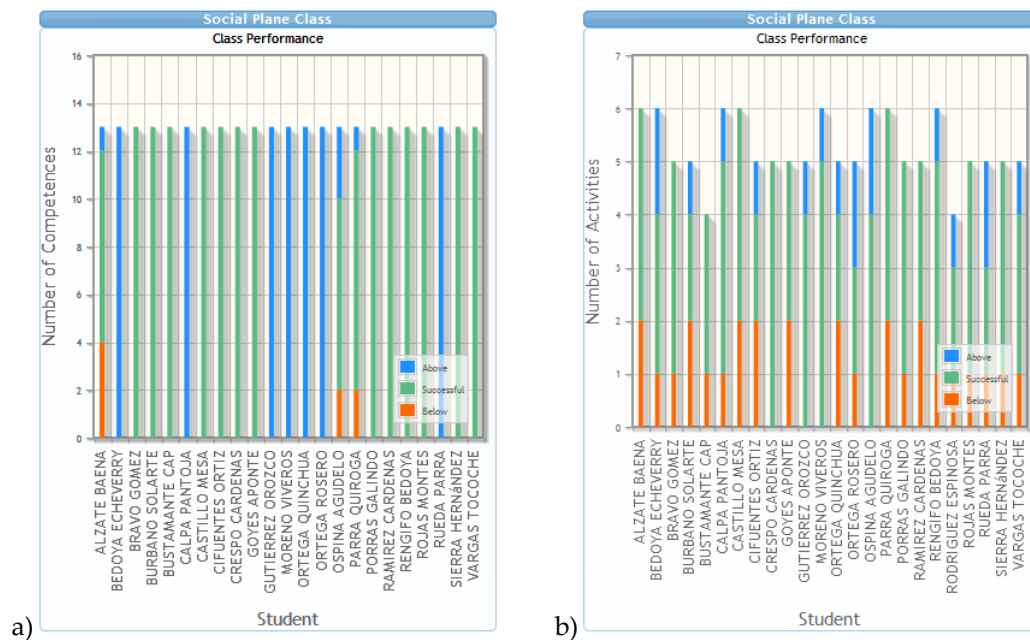 Social Plane Class
Class Performance
16
14
12
10
8
6
4
2
0
Number of Competences
Above
Successful
Below
ALZATE BAENA
BEDOYA ECHEVERRY
BRAVO GOMEZ
BURBANO SOLARTE
BUSTAMANTE CAP
CALPA PANTOJA
CASTILLO MESA
CIFUENTES ORTIZ
CRESPO CARDENAS
GOYES APONTE
GUTIERREZ OROZCO
MORENO VIVEROS
ORTEGA QUINCHUA
ORTEGA ROSERO
OSPINA AGUDELO
PARRA QUIROGA
PORRAS GALINDO
RAMIREZ CARDENAS
RENGIFO BEDOYA
ROJAS MONTES
RUEDA PARRA
SIERRA HERNáNDEZ
VARGAS TOCOCHE
Student
a)
Social Plane Class
Class Performance
7
6
5
4
3
2
1
0
Number of Activities
Above
Successful
Below
ALZATE BAENA
BEDOYA ECHEVERRY
BRAVO GOMEZ
BURBANO SOLARTE
BUSTAMANTE CAP
CALPA PANTOJA
CASTILLO MESA
CIFUENTES ORTIZ
CRESPO CARDENAS
GOYES APONTE
GUTIERREZ OROZCO
MORENO VIVEROS
ORTEGA QUINCHUA
ORTEGA ROSERO
OSPINA AGUDELO
PARRA QUIROGA
PORRAS GALINDO
RAMIREZ CARDENAS
RENGIFO BEDOYA
RODRIGUEZ ESPINOSA
ROJAS MONTES
RUEDA PARRA
SIERRA HERNáNDEZ
VARGAS TOCOCHE
Student
b)